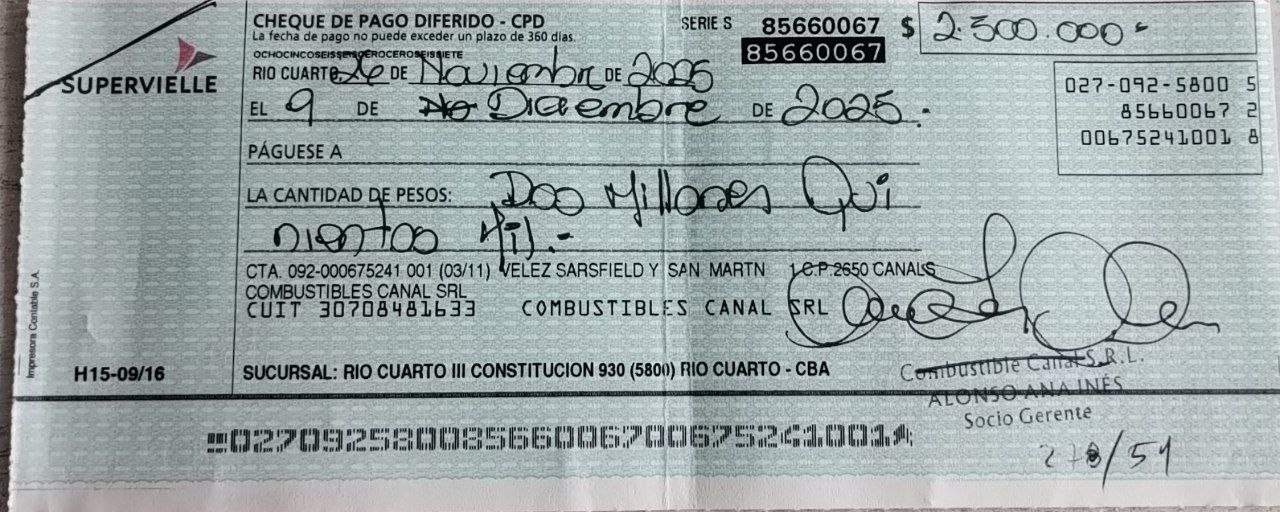 SUPERVIELLE
CHEQUE DE PAGO DIFERIDO - CPD
La fecha de pago no puede exceder un plazo de 360 días.
SERIE S 85660067 $ 2.500.000-
OCHOCINCOSEISSEISCEROCEROSEISSIETE
85660067
RIO CUARTO, 26 DE Noviembre DE 2025
EL 9 DE Diciembre DE 2025.-
027-092-5800 5
85660067 2
00675241001 8
PÁGUESE A
LA CANTIDAD DE PESOS: Dos Millones Qui
nientos Mil.-
CTA. 092-000675241 001 (03/11) VELEZ SARSFIELD Y SAN MARTN 1 C.P.2650 CANALS
COMBUSTIBLES CANAL SRL
CUIT 30708481633 COMBUSTIBLES CANAL SRL
Impresora Contable S.A.
H15-09/16
SUCURSAL: RIO CUARTO III CONSTITUCION 930 (5800) RIO CUARTO - CBA
Combustible Canal S.R.L.
ALONSO ANA INÉS
Socio Gerente
02709258008566006700675241001